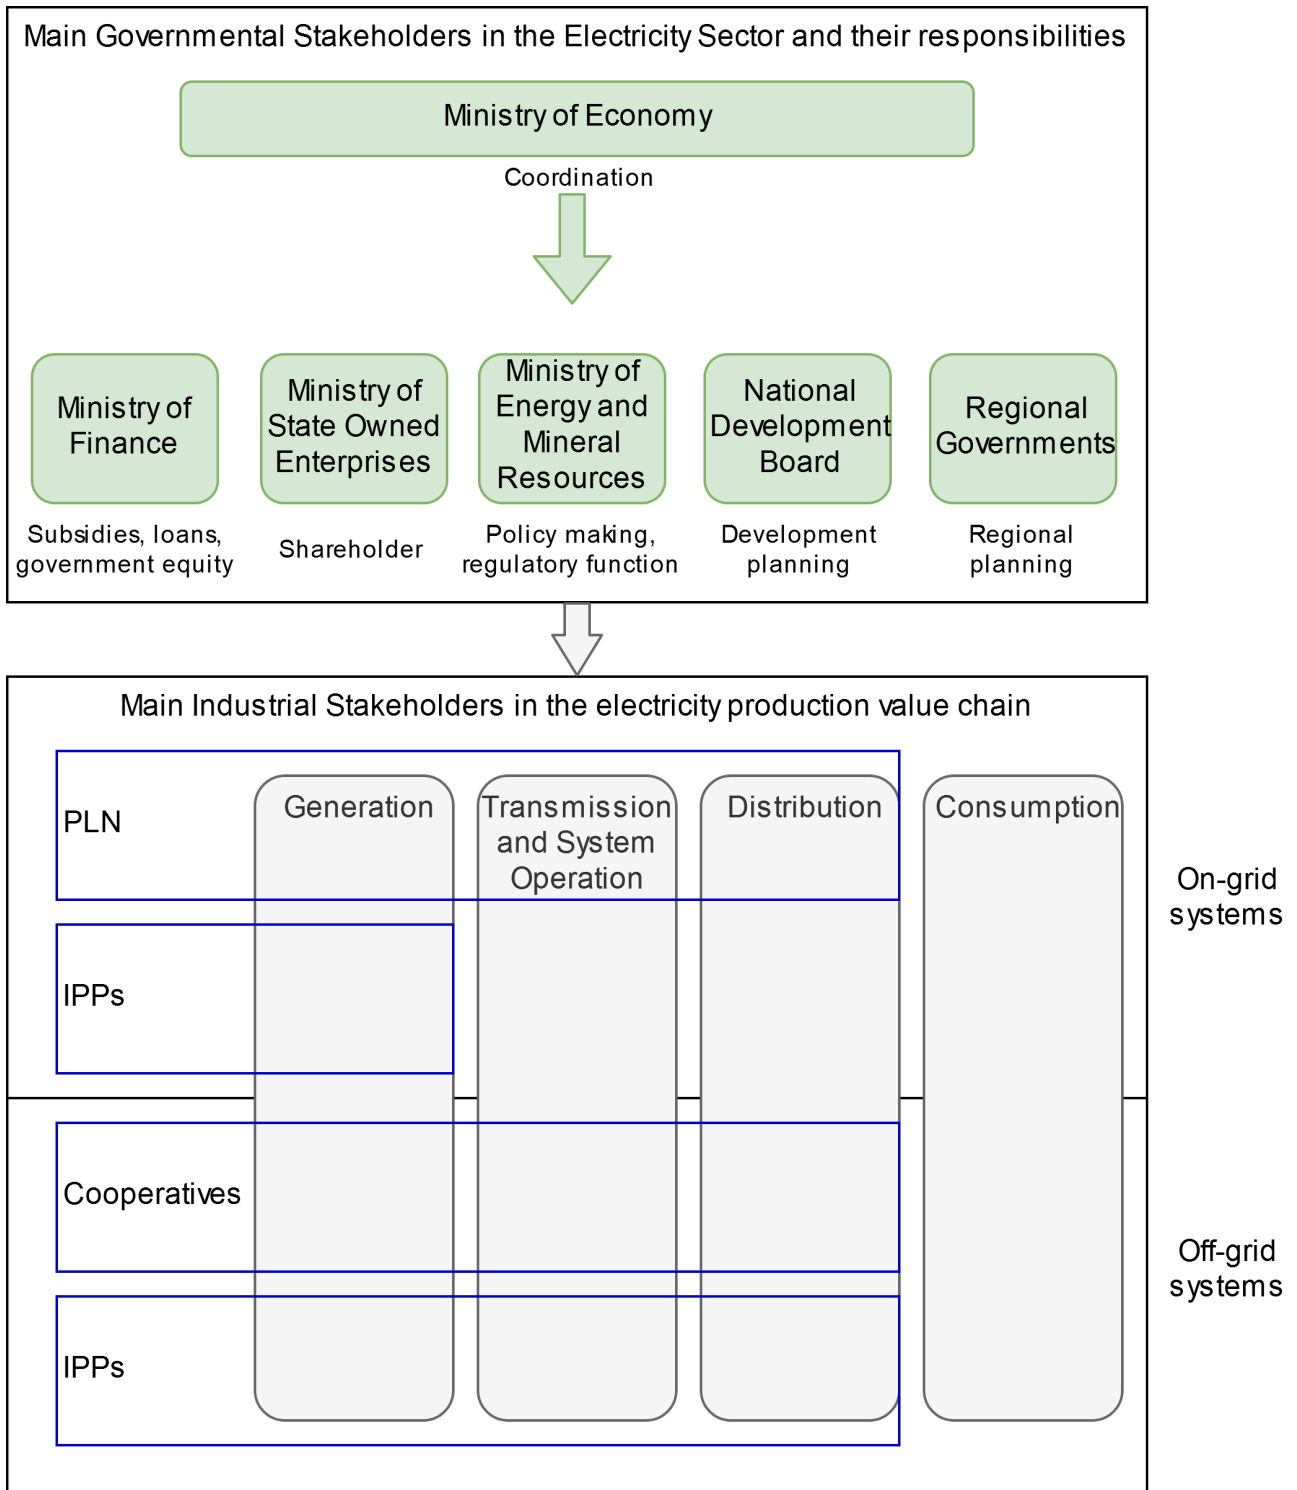 Main Governmental Stakeholders in the Electricity Sector and their responsibilities
Ministry of Economy
Coordination
Ministry of
Finance
Ministry of
State Owned
Enterprises
Ministry of
Energy and
Mineral
Resources
National
Development
Board
Regional
Governments
Subsidies, loans,
government equity
Shareholder
Policy making,
regulatory function
Development
planning
Regional
planning
Main Industrial Stakeholders in the electricity production value chain
PLN
Generation
Transmission
and System
Operation
Distribution
Consumption
On-grid
systems
IPPs
Cooperatives
Off-grid
systems
IPPs